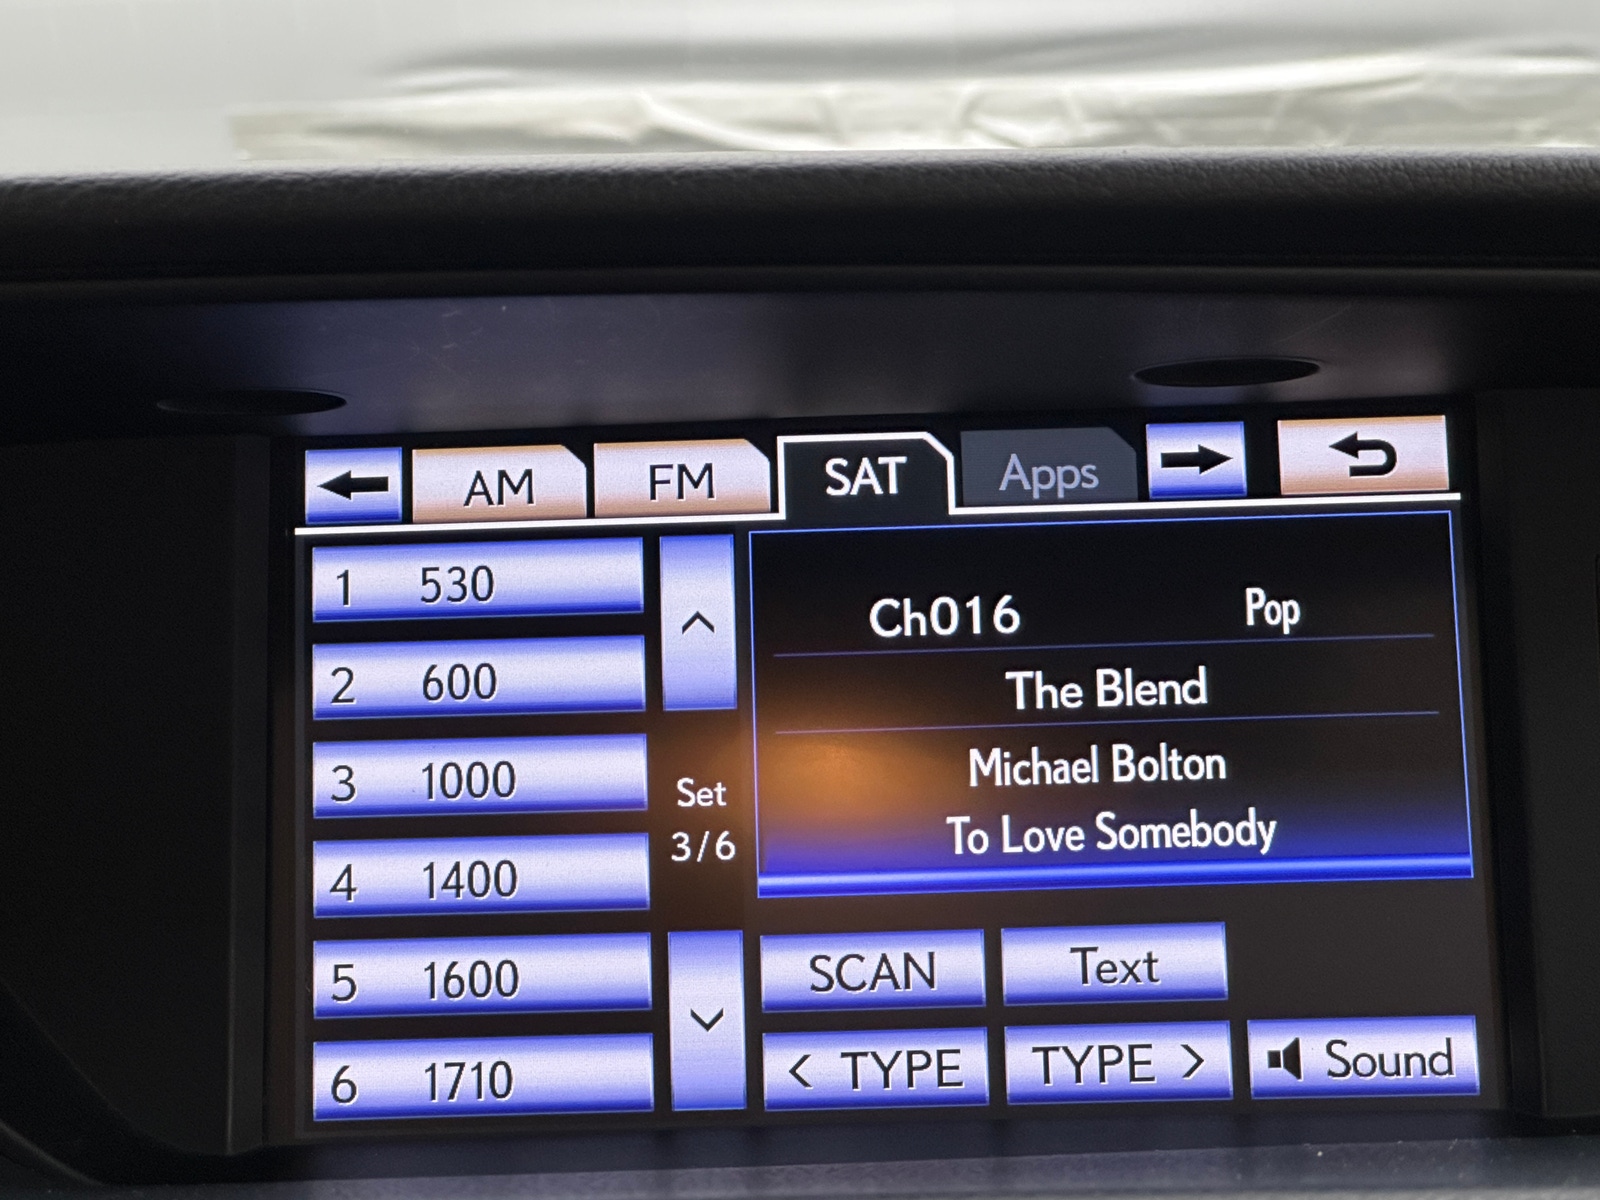 AM FM SAT Apps
1 530
2 600
3 1000
4 1400
5 1600
6 1710
Set
3/6
Ch016 Pop
The Blend
Michael Bolton
To Love Somebody
SCAN Text
< TYPE TYPE > Sound